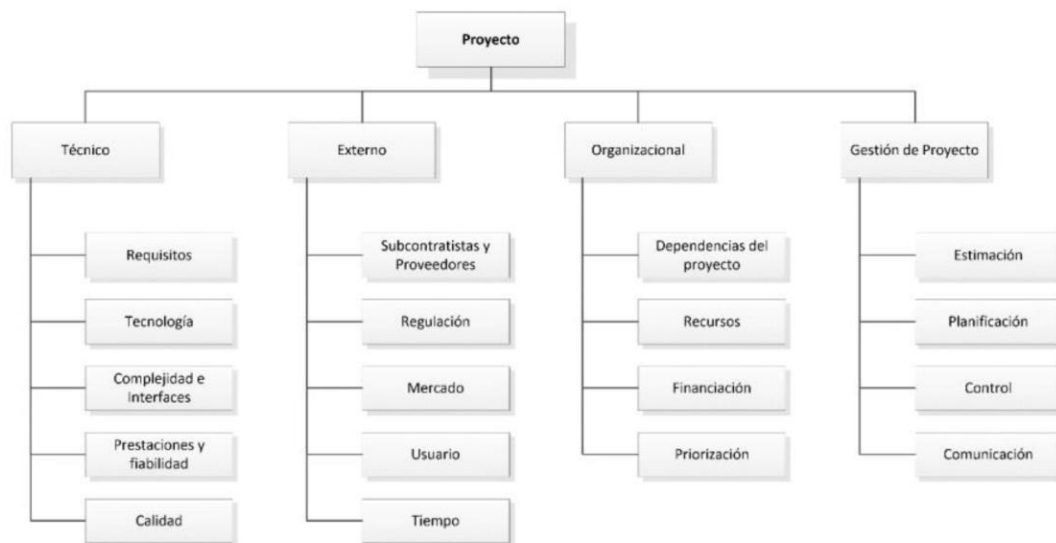 Proyecto
Técnico
Externo
Organizacional
Gestión de Proyecto
Requisitos
Tecnología
Complejidad e
Interfaces
Prestaciones y
fiabilidad
Calidad
Subcontratistas y
Proveedores
Regulación
Mercado
Usuario
Tiempo
Dependencias del
proyecto
Recursos
Financiación
Priorización
Estimación
Planificación
Control
Comunicación